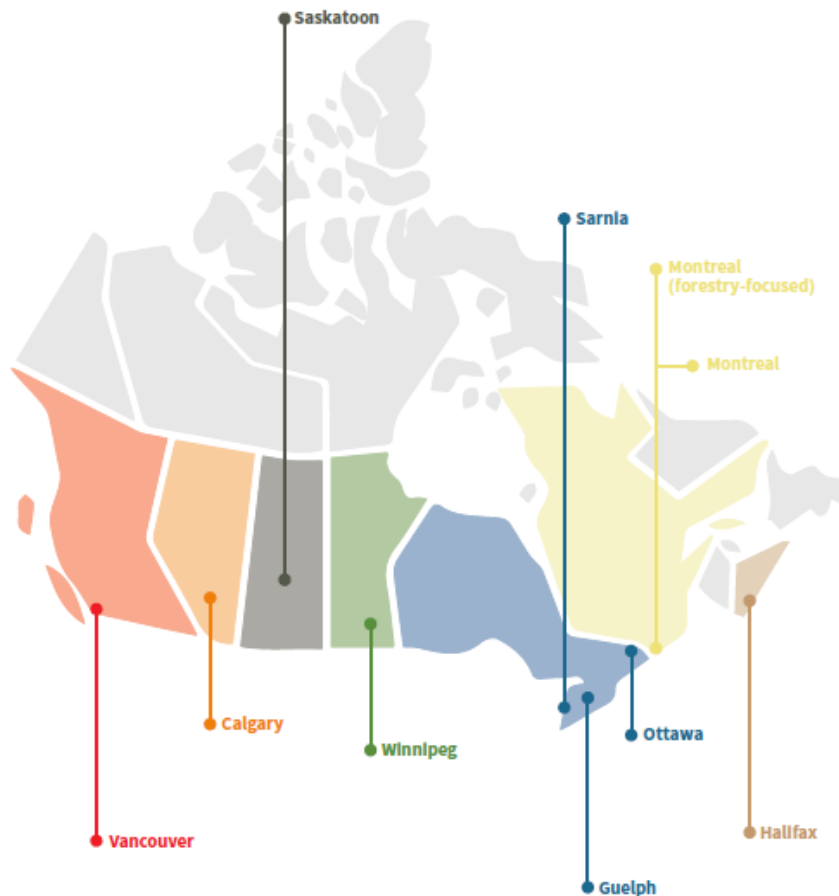 Saskatoon
Sarnia
Montreal
(forestry-focused)
Montreal
Calgary
Ottawa
Winnipeg
Halifax
Vancouver
Guelph